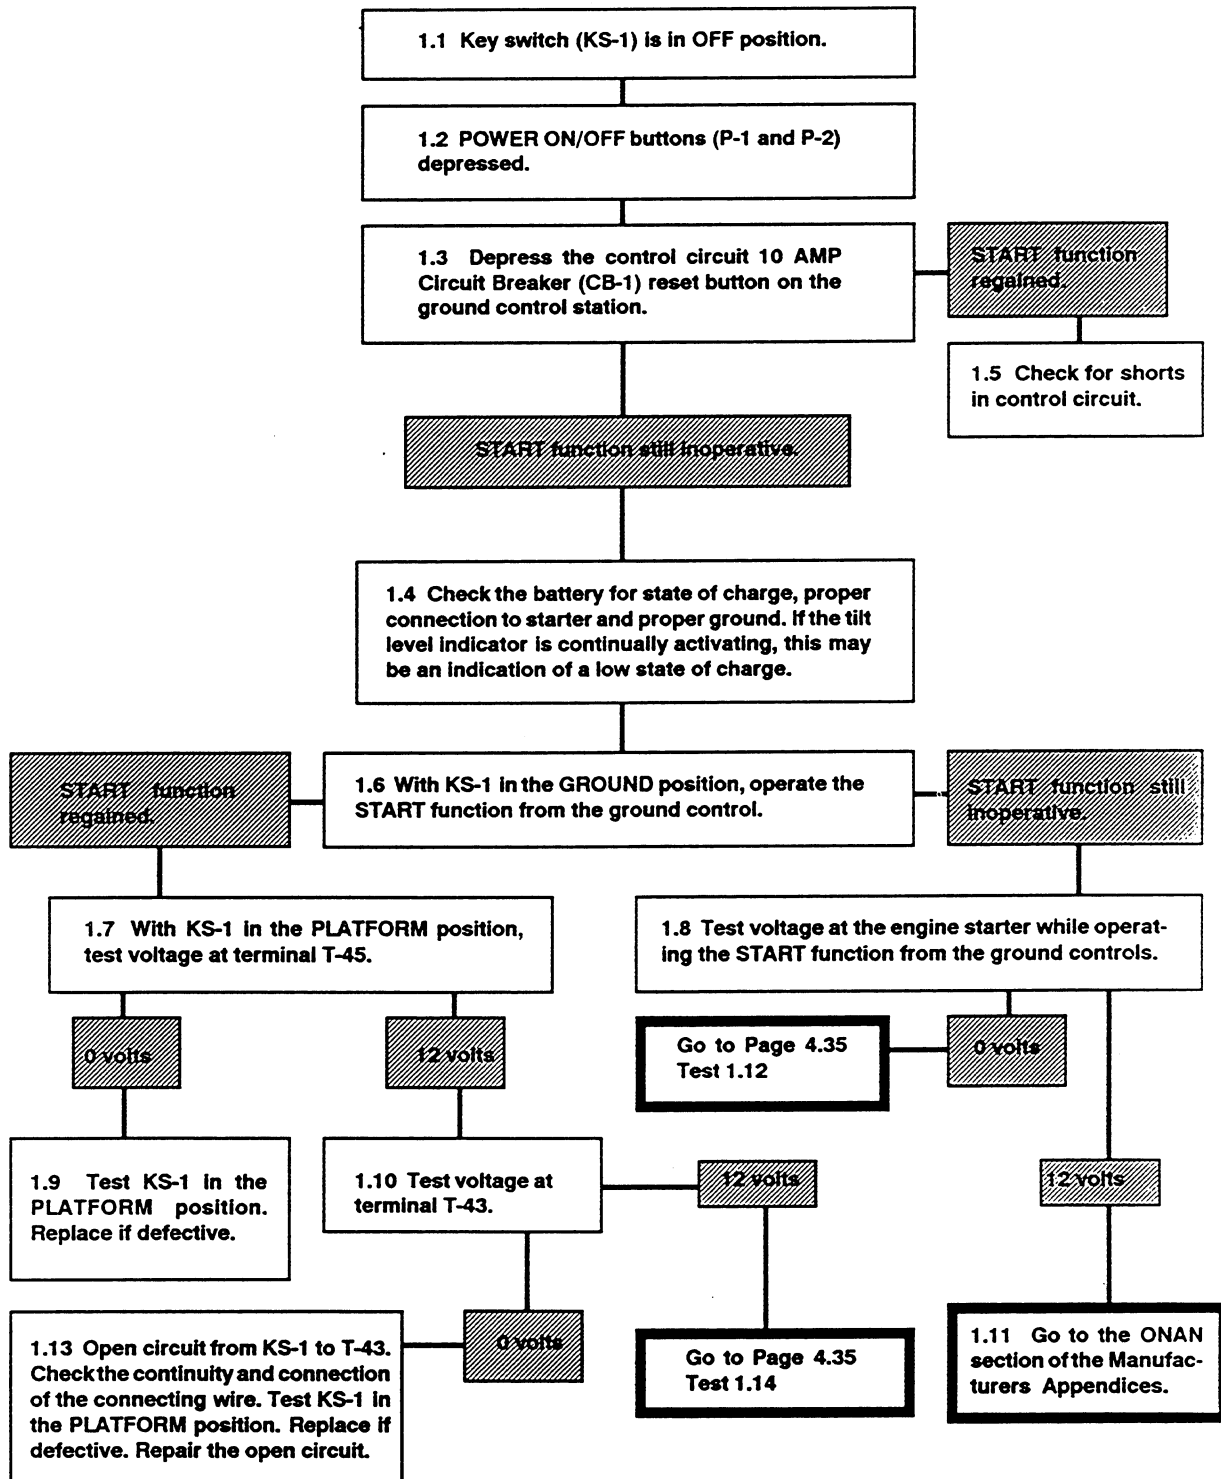 1.1 Key switch (KS-1) is in OFF position.
1.2 POWER ON/OFF buttons (P-1 and P-2)
depressed.
1.3 Depress the control circuit 10 AMP
Circuit Breaker (CB-1) reset button on the
ground control station.
START function
regained.
1.5 Check for shorts
in control circuit.
START function still inoperative.
1.4 Check the battery for state of charge, proper
connection to starter and proper ground. If the tilt
level indicator is continually activating, this may
be an indication of a low state of charge.
START function
regained.
1.6 With KS-1 in the GROUND position, operate the
START function from the ground control.
START function still
inoperative.
1.7 With KS-1 in the PLATFORM position,
test voltage at terminal T-45.
1.8 Test voltage at the engine starter while operat-
ing the START function from the ground controls.
0 volts
12 volts
Go to Page 4.35
Test 1.12
0 volts
1.9 Test KS-1 in the
PLATFORM position.
Replace if defective.
1.10 Test voltage at
terminal T-43.
12 volts
12 volts
1.13 Open circuit from KS-1 to T-43.
Check the continuity and connection
of the connecting wire. Test KS-1 in
the PLATFORM position. Replace if
defective. Repair the open circuit.
0 volts
Go to Page 4.35
Test 1.14
1.11 Go to the ONAN
section of the Manufac-
turers Appendices.